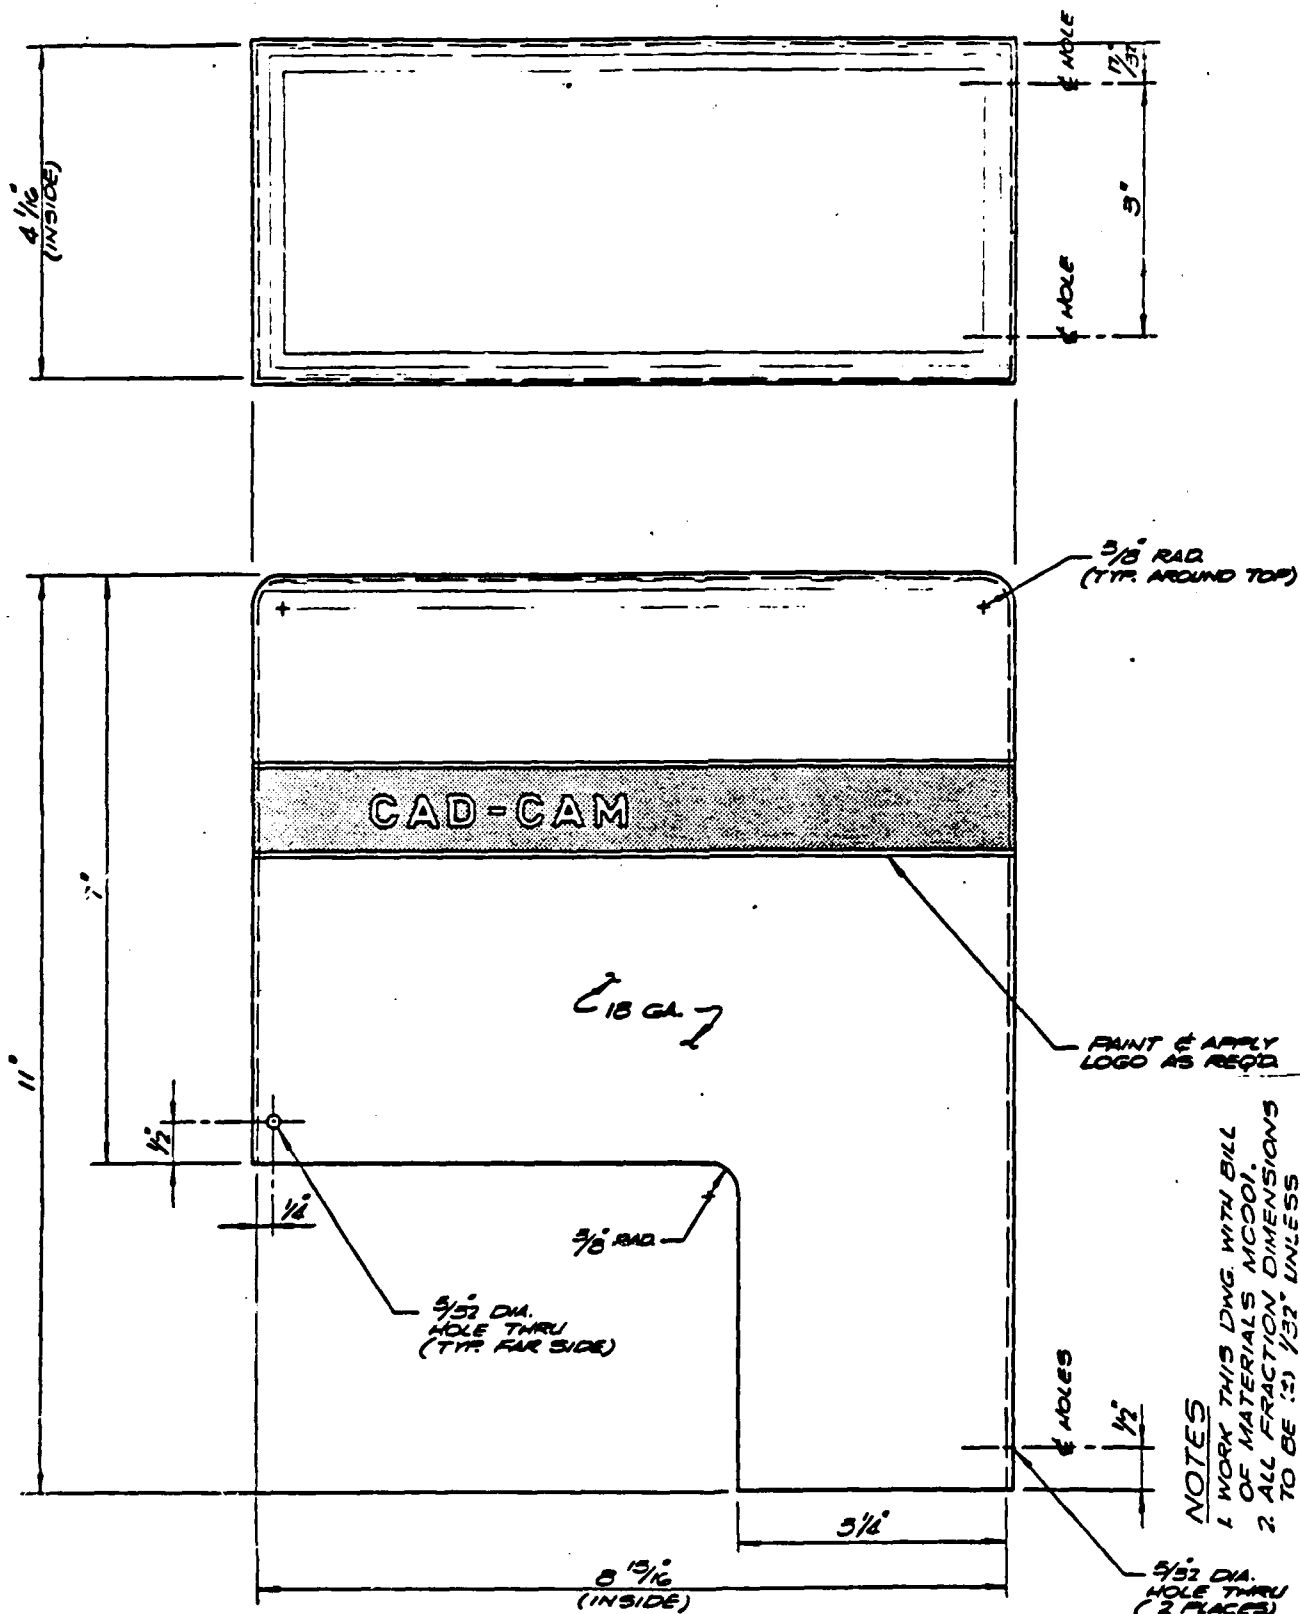 4 1/16"
(INSIDE)
℄ HOLE
17/32"
3"
℄ HOLE
3/8" RAD.
(TYP. AROUND TOP)
CAD-CAM
7"
11"
18 GA.
PAINT & APPLY
LOGO AS REQ'D.
1/2"
1/4"
3/8" RAD.
5/32 DIA.
HOLE THRU
(TYP. FAR SIDE)
℄ HOLES
1/2"
NOTES
1. WORK THIS DWG. WITH BILL
OF MATERIALS MC001.
2. ALL FRACTION DIMENSIONS
TO BE (±) 1/32" UNLESS
3 1/4"
8 15/16"
(INSIDE)
5/32 DIA.
HOLE THRU
(2 PLACES)